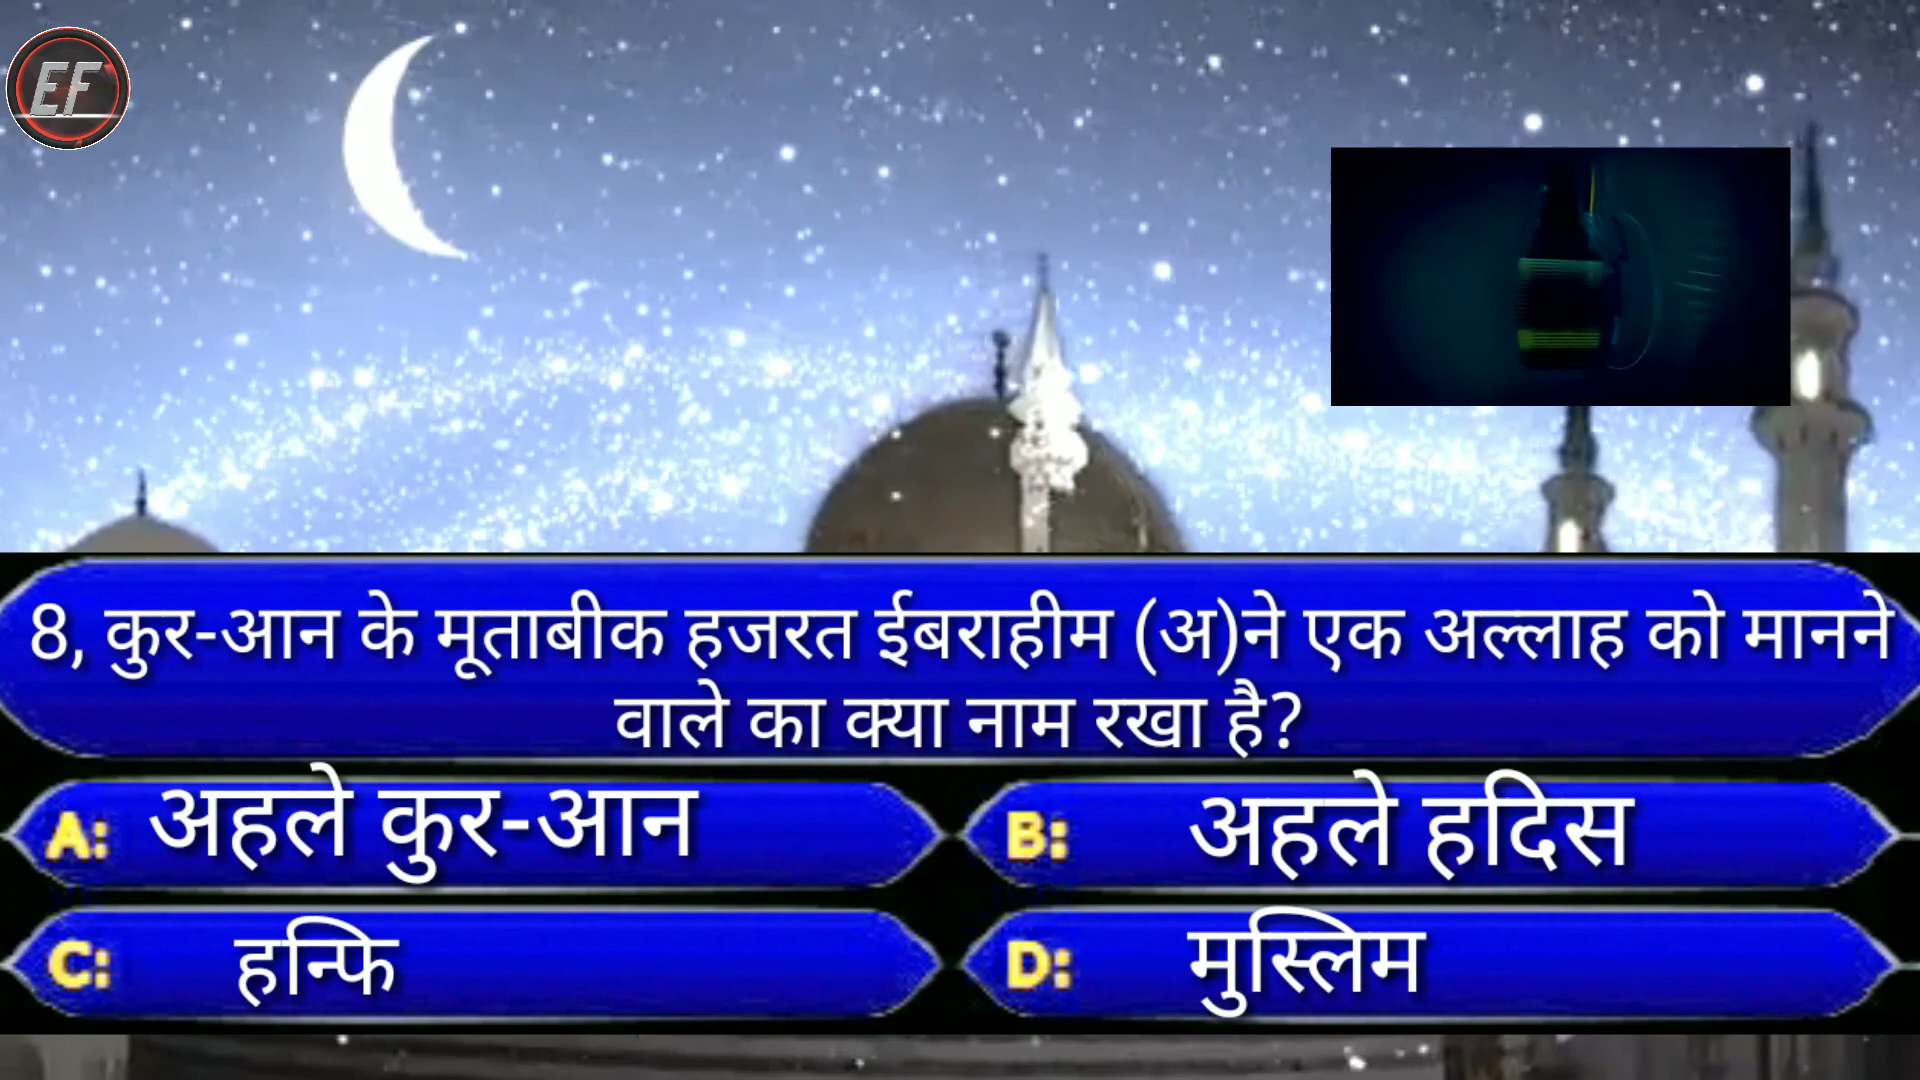 EF
8, कुर-आन के मूताबीक हजरत ईबराहीम (अ)ने एक अल्लाह को मानने
वाले का क्या नाम रखा है?
A: अहले कुर-आन
B: अहले हदिस
C: हन्फि
D: मुस्लिम